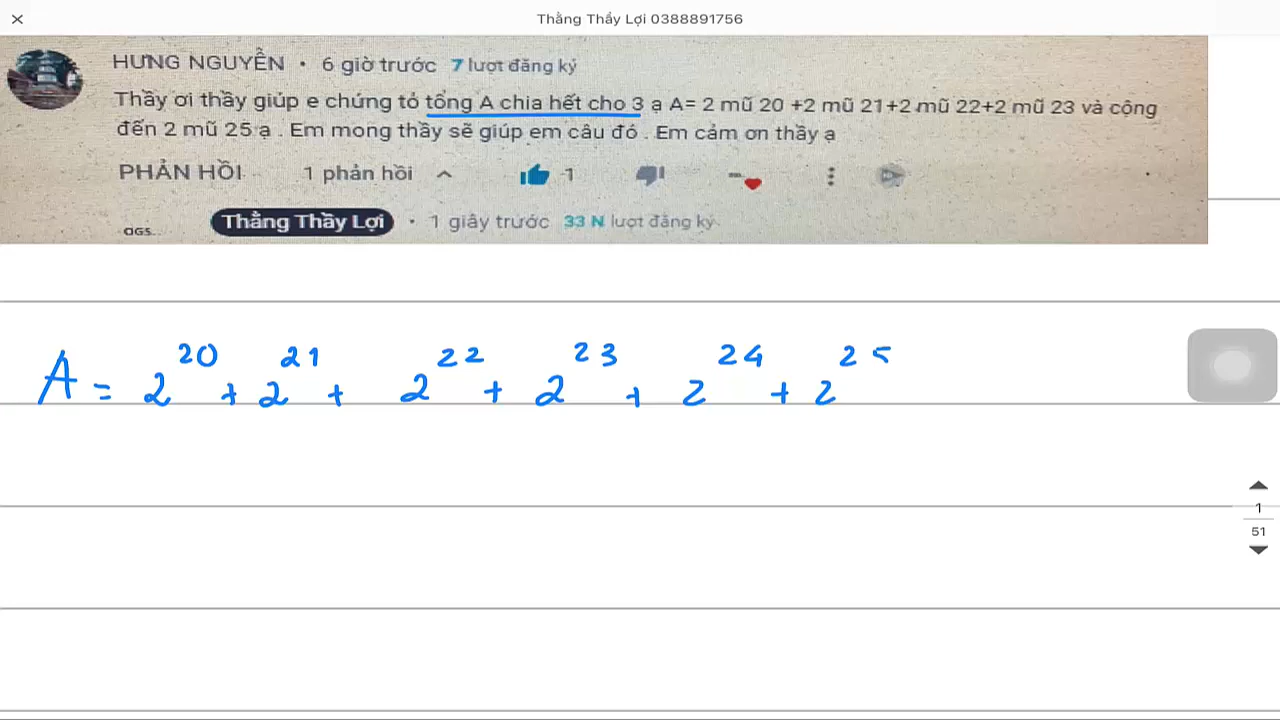 Thằng Thầy Lợi 0388891756
HƯNG NGUYỄN • 6 giờ trước 7 lượt đăng ký
Thầy ơi thầy giúp e chứng tỏ tổng A chia hết cho 3 ạ A= 2 mũ 20 +2 mũ 21+2 mũ 22+2 mũ 23 và cộng
đến 2 mũ 25 ạ . Em mong thầy sẽ giúp em câu đó . Em cảm ơn thầy ạ
PHẢN HỒI 1 phản hồi 1
Thằng Thầy Lợi • 1 giây trước 33 N lượt đăng ký
A = 2^20 + 2^21 + 2^22 + 2^23 + 2^24 + 2^25
1
51